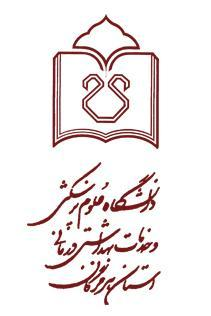 دانشگاه علوم پزشکی
و خدمات بهداشتی درمانی
استان هرمزگان